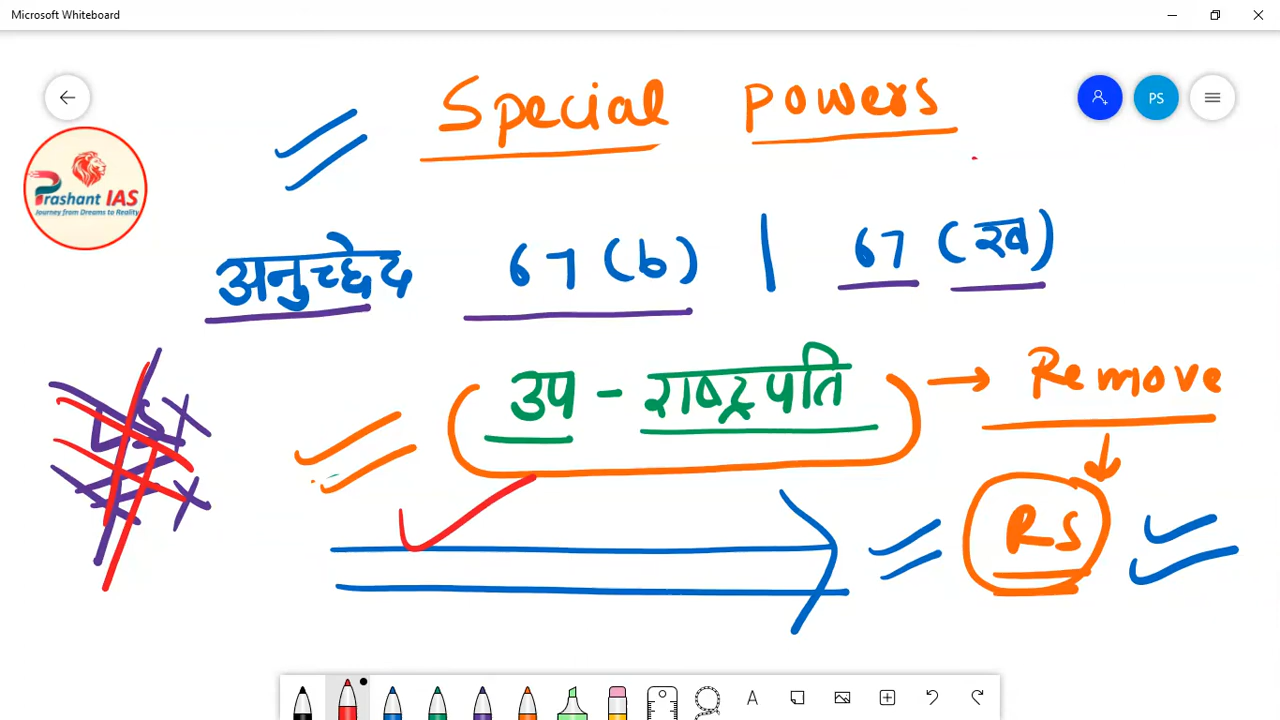 Microsoft Whiteboard
Special Powers
PS
Prashant IAS
Journey from Dreams to Reality
अनुच्छेद 67 (b) | 67 (ख)
उप - राष्ट्रपति → Remove
RS
A